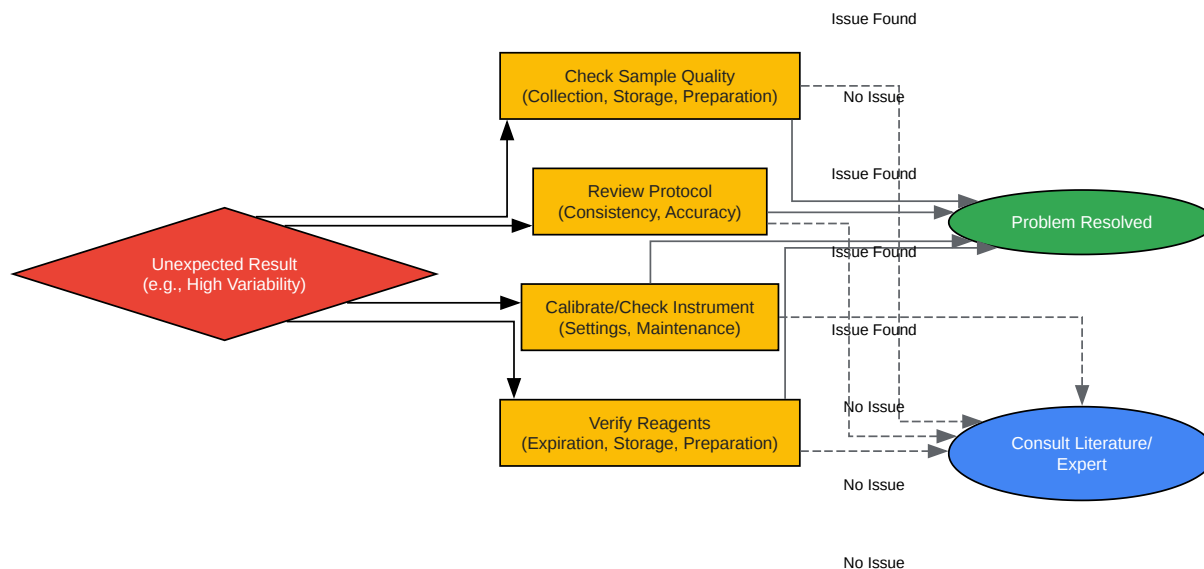 Issue Found
Check Sample Quality
(Collection, Storage, Preparation)
No Issue
Issue Found
Review Protocol
(Consistency, Accuracy)
Problem Resolved
Issue Found
Unexpected Result
(e.g., High Variability)
Calibrate/Check Instrument
(Settings, Maintenance)
Issue Found
No Issue
Verify Reagents
(Expiration, Storage, Preparation)
Consult Literature/
Expert
No Issue
No Issue